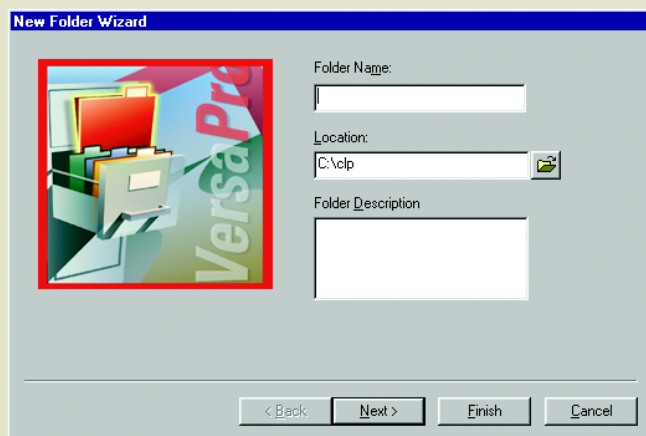 New Folder Wizard
VersaPro
Folder Name:
Location:
C:\clp
Folder Description
< Back
Next >
Finish
Cancel